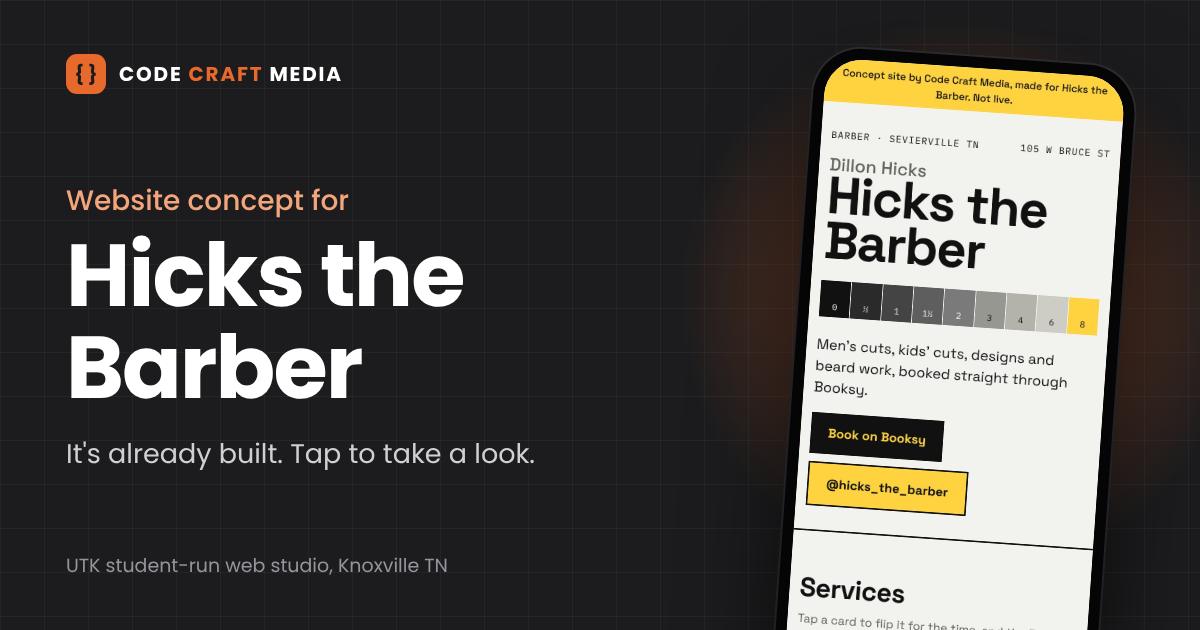 { } CODE CRAFT MEDIA
Website concept for
Hicks the
Barber
It's already built. Tap to take a look.
UTK student-run web studio, Knoxville TN
Concept site by Code Craft Media, made for Hicks the
Barber. Not live.
BARBER · SEVIERVILLE TN 105 W BRUCE ST
Dillon Hicks
Hicks the
Barber
0 ½ 1 1½ 2 3 4 6 8
Men's cuts, kids' cuts, designs and
beard work, booked straight through
Booksy.
Book on Booksy
@hicks_the_barber
Services
Tap a card to flip it for the time, and the